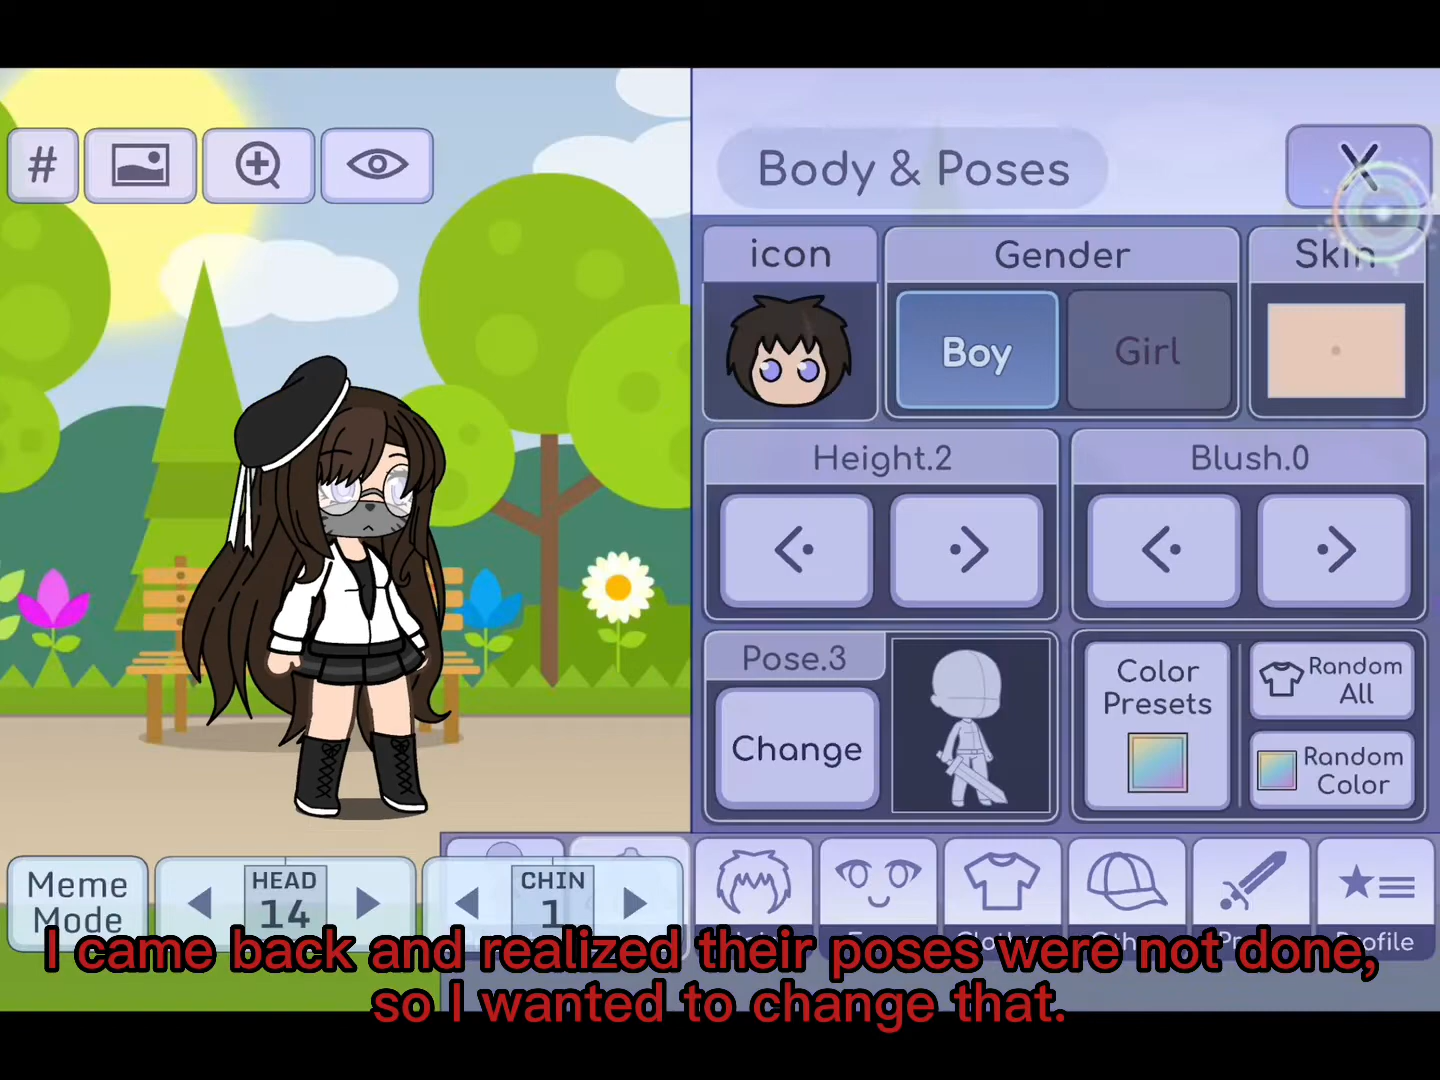 #
Body & Poses
X
icon
Gender
Skin
Boy
Girl
Height.2
Blush.0
Pose.3
Change
Color
Presets
Random
All
Random
Color
Meme
Mode
HEAD
14
CHIN
1
Profile
I came back and realized their poses were not done,
so I wanted to change that.